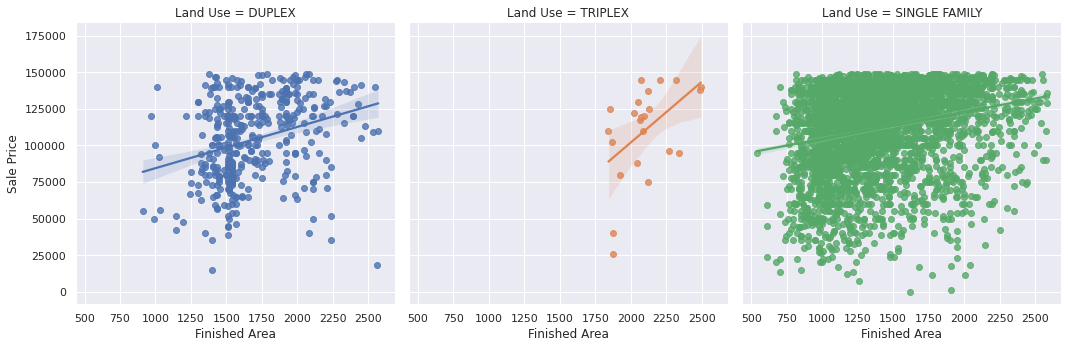 Land Use = DUPLEX
Land Use = TRIPLEX
Land Use = SINGLE FAMILY
175000
150000
125000
100000
75000
50000
25000
0
Sale Price
500 750 1000 1250 1500 1750 2000 2250 2500
500 750 1000 1250 1500 1750 2000 2250 2500
500 750 1000 1250 1500 1750 2000 2250 2500
Finished Area
Finished Area
Finished Area